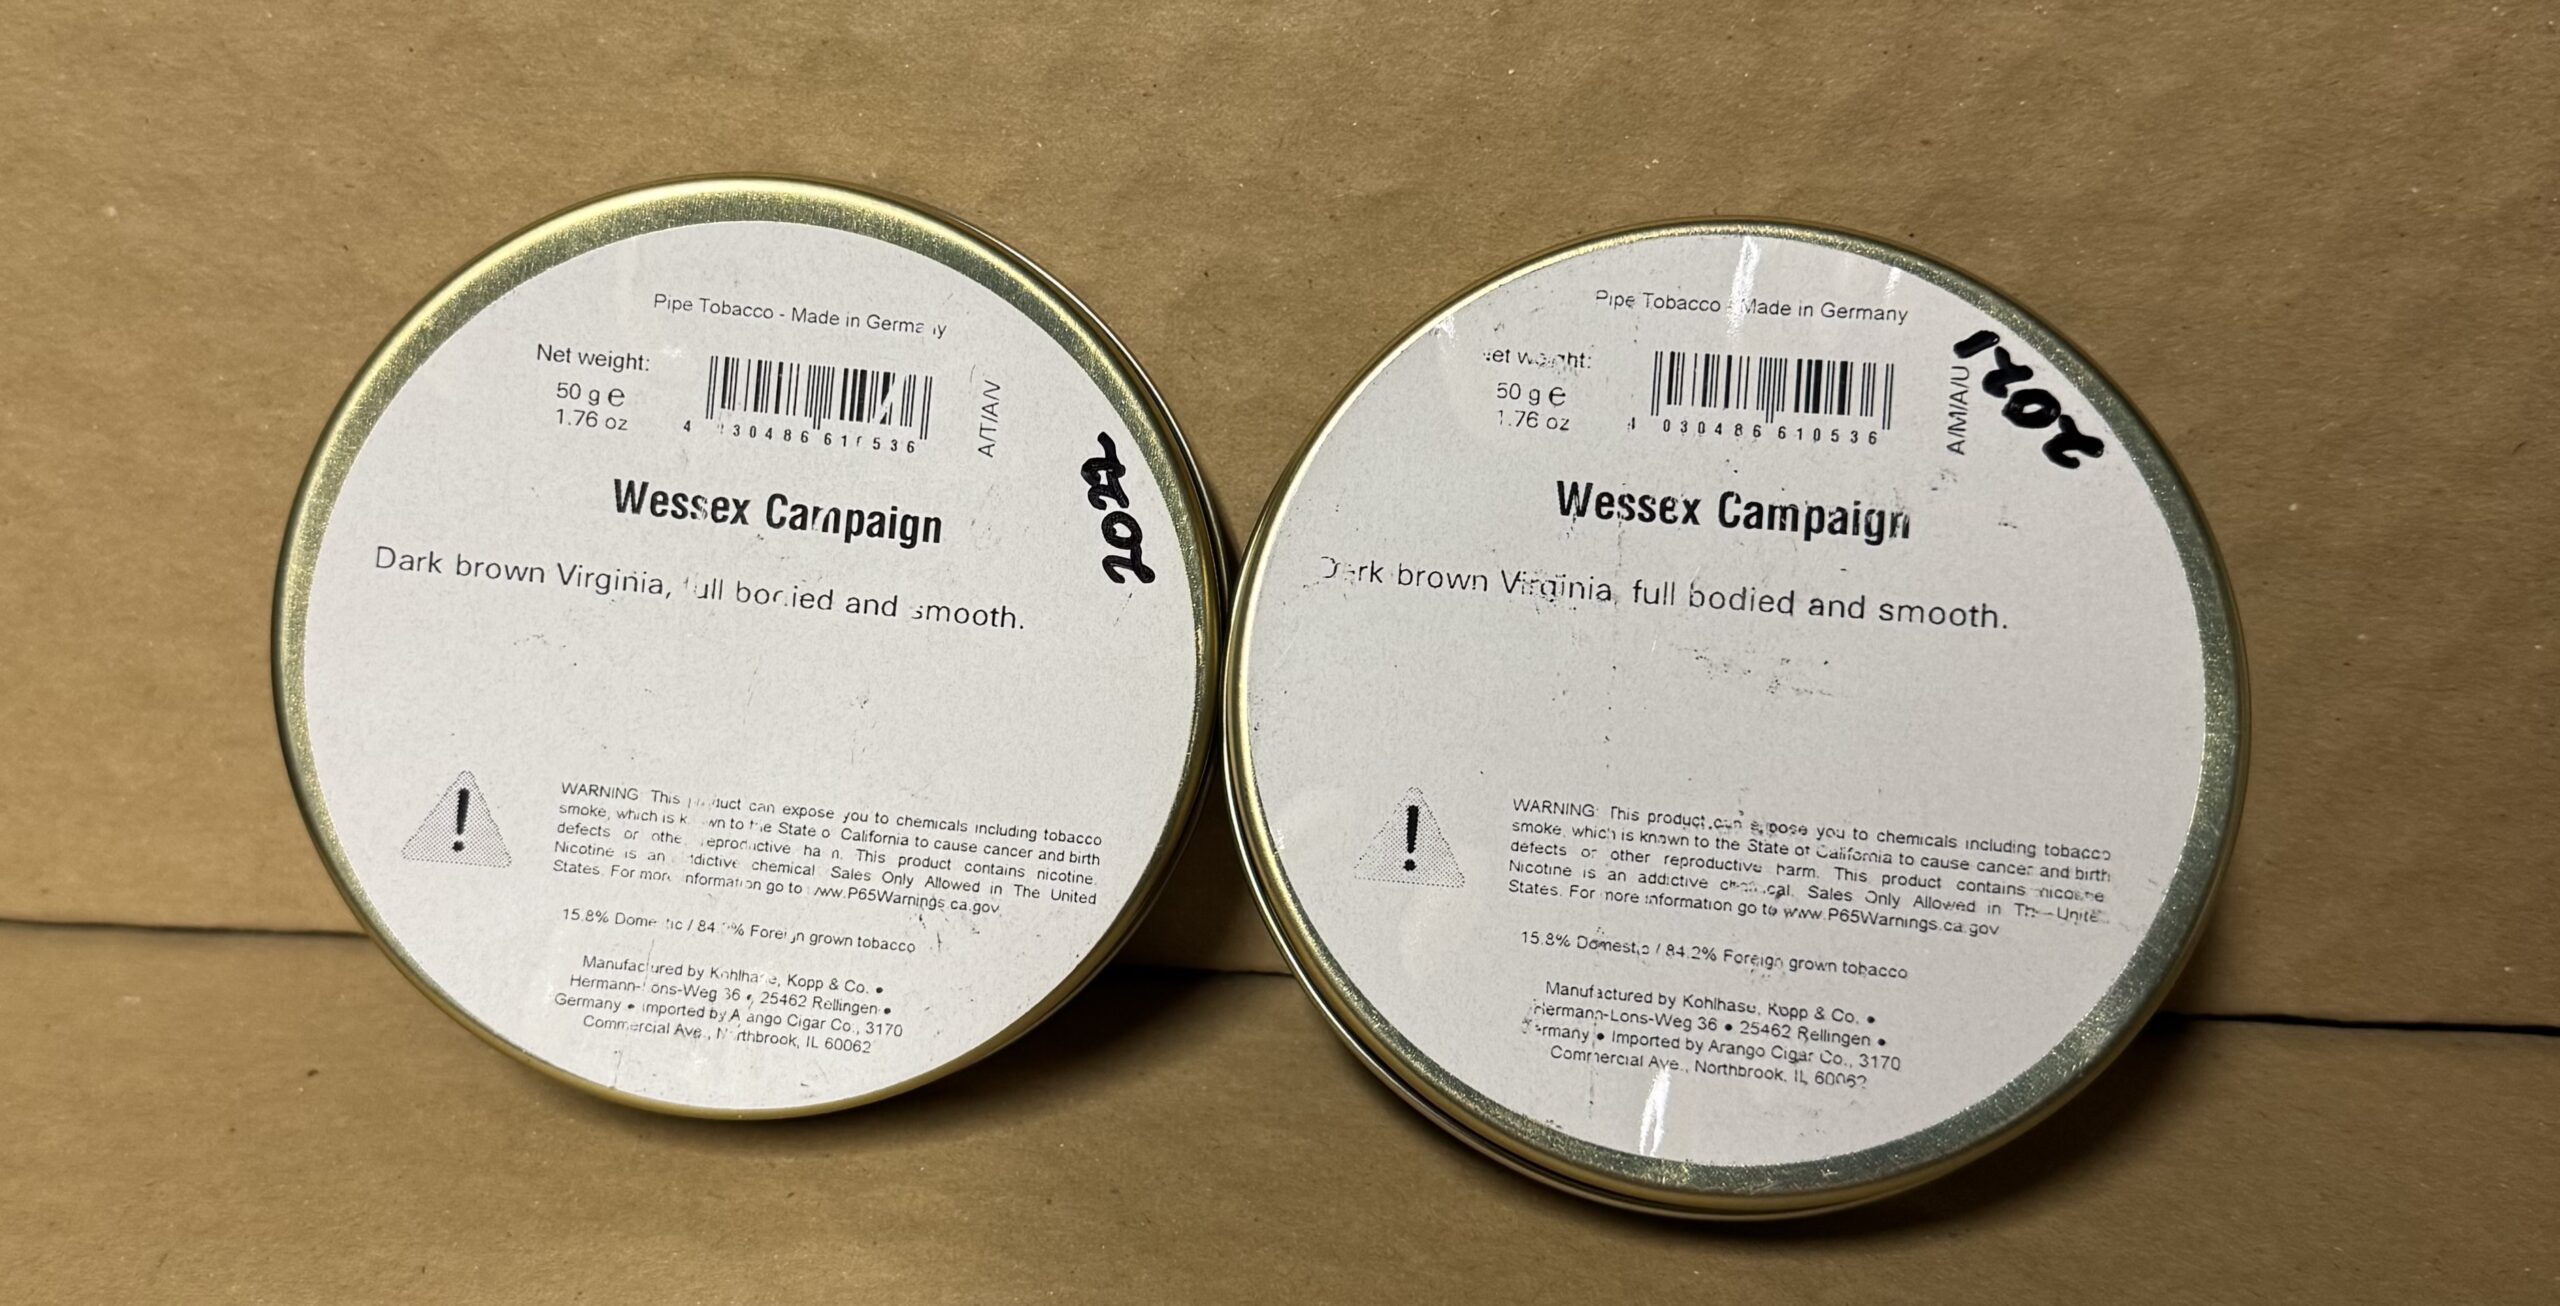 Pipe Tobacco - Made in Germany
Net weight:
50 g e
1.76 oz
4 030486 610536
A/T/A/V
2022
Wessex Campaign
Dark brown Virginia, full bodied and smooth.
!
WARNING This product can expose you to chemicals including tobacco
smoke, which is known to the State of California to cause cancer and birth
defects or other reproductive harm. This product contains nicotine.
Nicotine is an addictive chemical Sales Only Allowed in The United
States. For more information go to www.P65Warnings.ca.gov
15.8% Domestic / 84.2% Foreign grown tobacco
Manufactured by Kohlhase, Kopp & Co. •
Hermann-Lons-Weg 36 • 25462 Rellingen •
Germany • Imported by Arango Cigar Co., 3170
Commercial Ave., Northbrook, IL 60062
Pipe Tobacco - Made in Germany
Net weight:
50 g e
1.76 oz
4 030486 610536
A/M/A/U
2021
Wessex Campaign
Dark brown Virginia, full bodied and smooth.
!
WARNING: This product can expose you to chemicals including tobacco
smoke, which is known to the State of California to cause cancer and birth
defects or other reproductive harm. This product contains nicotine
Nicotine is an addictive chemical. Sales Only Allowed in The United
States. For more information go to www.P65Warnings.ca.gov
15.8% Domestic / 84.2% Foreign grown tobacco
Manufactured by Kohlhase, Kopp & Co. •
Hermann-Lons-Weg 36 • 25462 Rellingen •
Germany • Imported by Arango Cigar Co., 3170
Commercial Ave., Northbrook, IL 60062